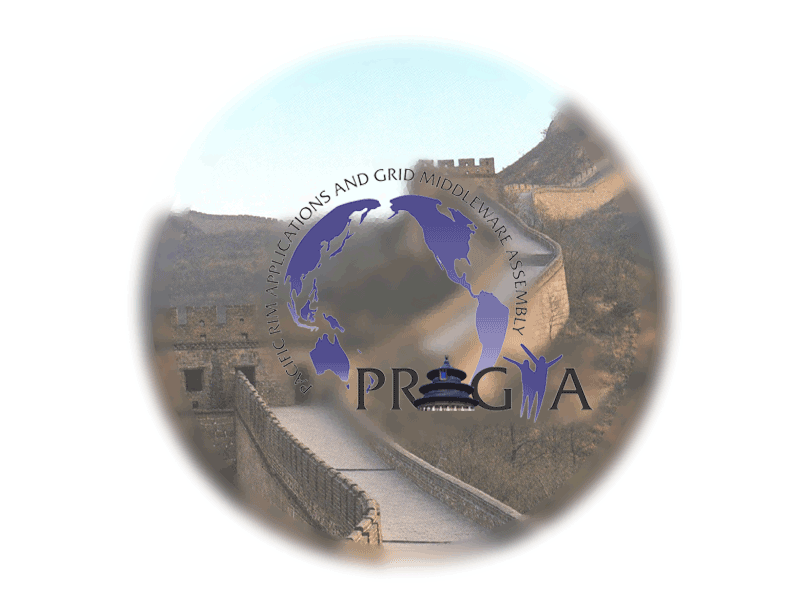 PACIFIC RIM APPLICATIONS AND GRID MIDDLEWARE ASSEMBLY
PRAGMA